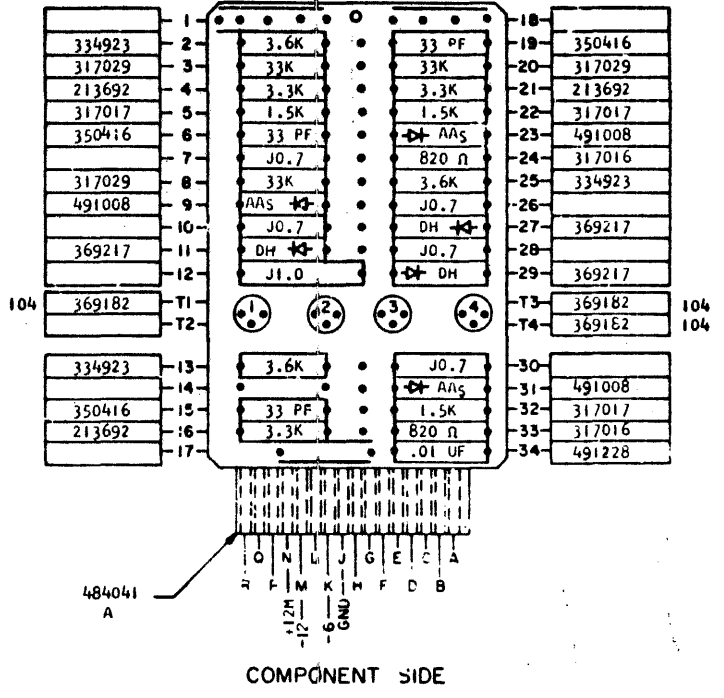 1 18
334923 2 3.6K 33 PF 19 350416
317029 3 33K 33K 20 317029
213692 4 3.3K 3.3K 21 213692
317017 5 1.5K 1.5K 22 317017
350416 6 33 PF AAS 23 491008
7 J0.7 820 Ω 24 317016
317029 8 33K 3.6K 25 334923
491008 9 AAS J0.7 26
10 J0.7 DH 27 369217
369217 11 DH J0.7 28
12 J1.0 DH 29 369217
104 369182 T1 1 2 3 4 T3 369182 104
T2 T4 369182 104
334923 13 3.6K J0.7 30
14 AAS 31 491008
350416 15 33 PF 1.5K 32 317017
213692 16 3.3K 820 Ω 33 317016
17 .01 UF 34 491228
Q N L J G E C A
R P M K H F D B
+12M -12 -6 GND
484041
A
COMPONENT SIDE